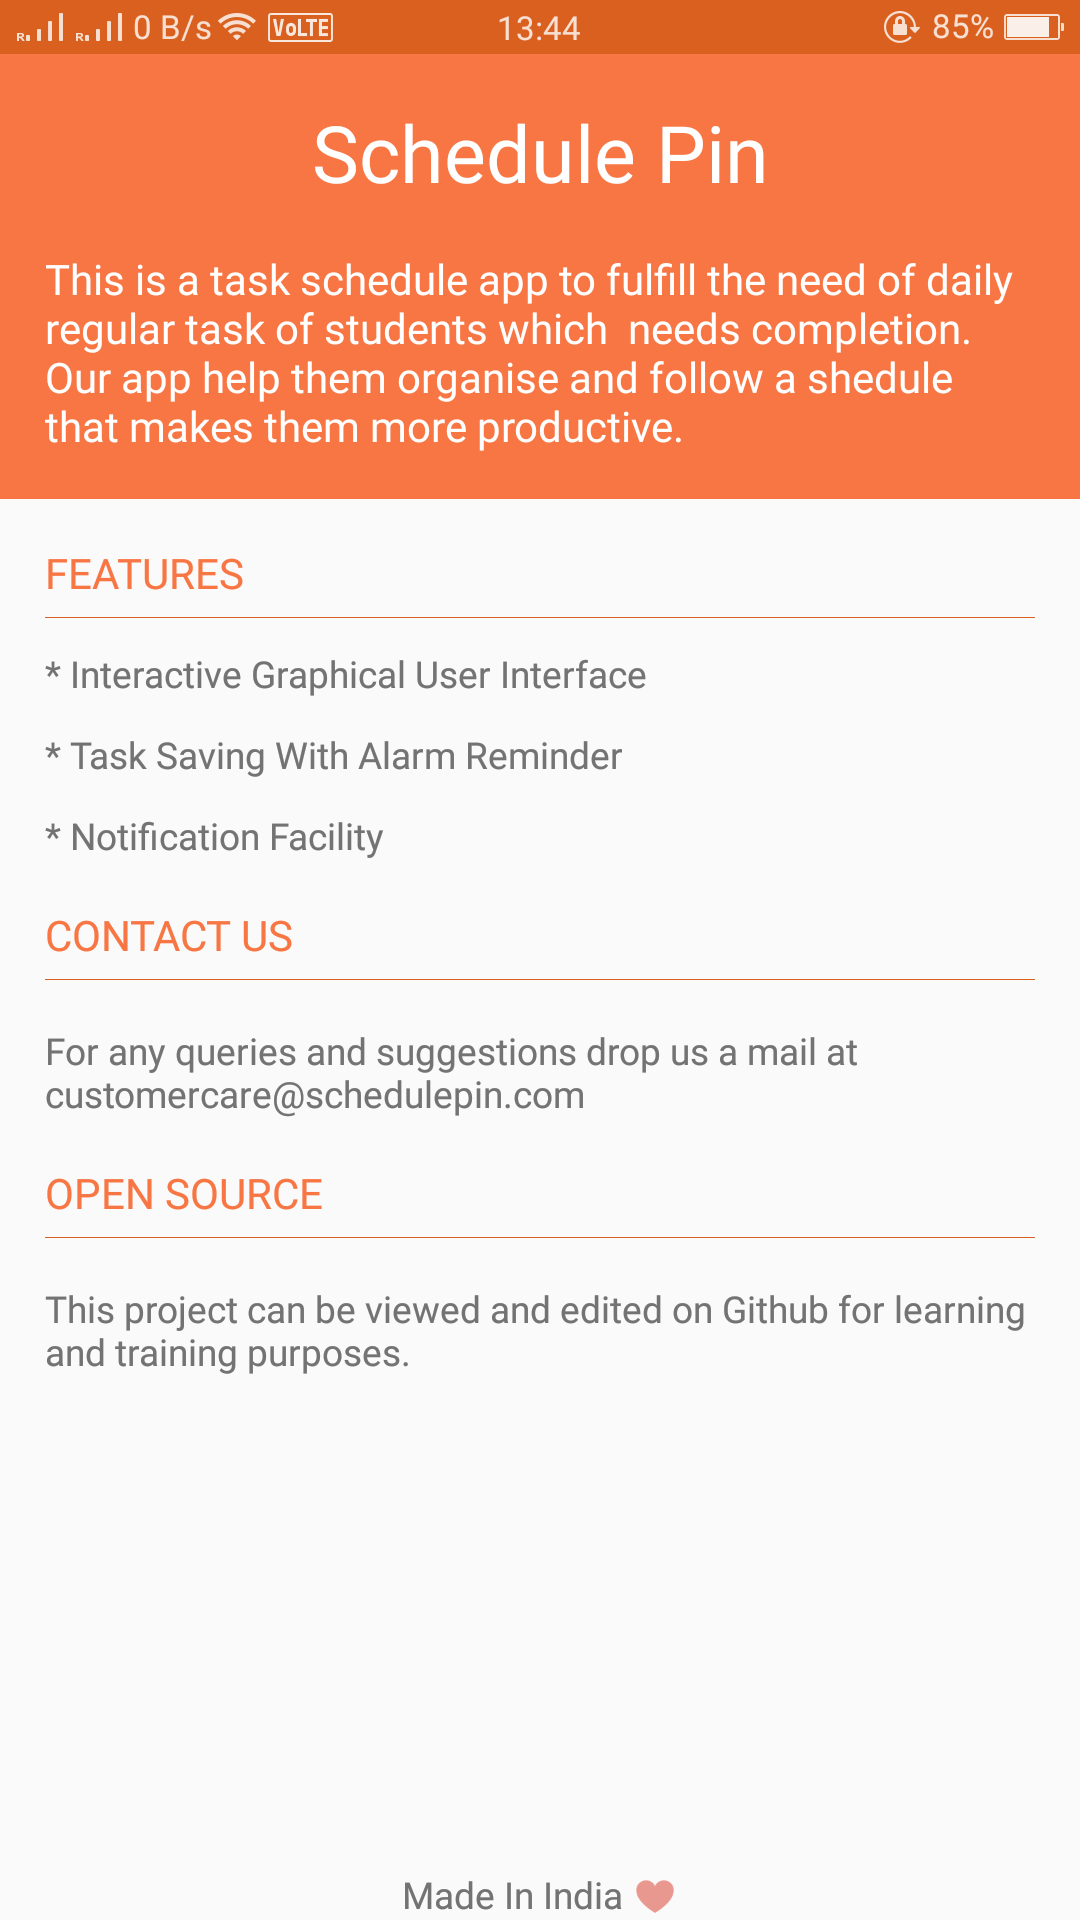 0 B/s VoLTE 13:44 85%
Schedule Pin
This is a task schedule app to fulfill the need of daily
regular task of students which  needs completion.
Our app help them organise and follow a shedule
that makes them more productive.
FEATURES
* Interactive Graphical User Interface
* Task Saving With Alarm Reminder
* Notification Facility
CONTACT US
For any queries and suggestions drop us a mail at
customercare@schedulepin.com
OPEN SOURCE
This project can be viewed and edited on Github for learning
and training purposes.
Made In India